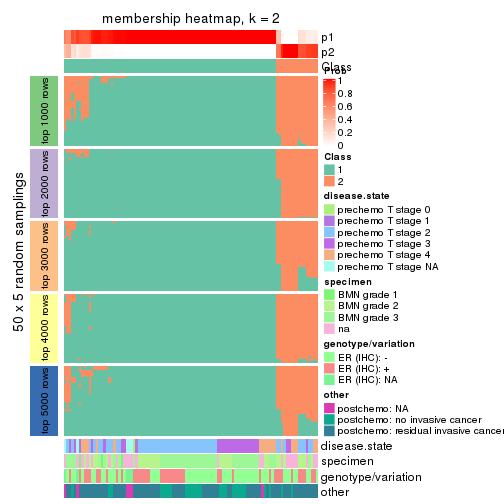 membership heatmap, k = 2
p1
p2
Class
Prob
1
0.8
0.6
0.4
0.2
0
Class
1
2
disease.state
prechemo T stage 0
prechemo T stage 1
prechemo T stage 2
prechemo T stage 3
prechemo T stage 4
prechemo T stage NA
specimen
BMN grade 1
BMN grade 2
BMN grade 3
na
genotype/variation
ER (IHC): -
ER (IHC): +
ER (IHC): NA
other
postchemo: NA
postchemo: no invasive cancer
postchemo: residual invasive cancer
50 x 5 random samplings
top 1000 rows
top 2000 rows
top 3000 rows
top 4000 rows
top 5000 rows
disease.state
specimen
genotype/variation
other